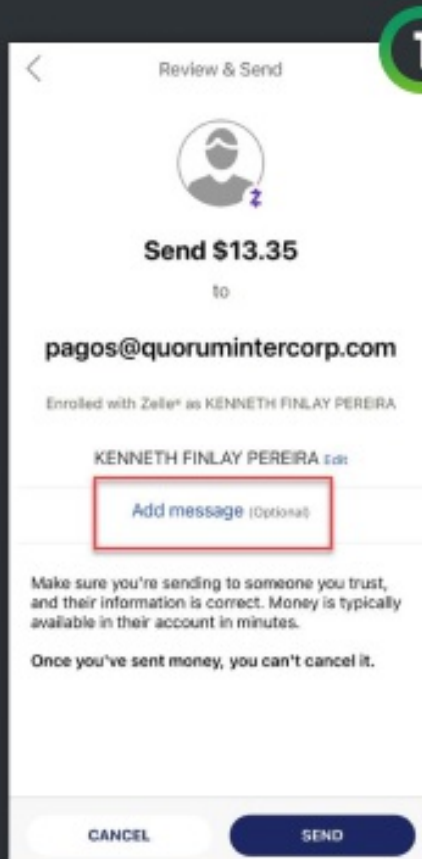 Review & Send
Send $13.35
to
pagos@quorumintercorp.com
Enrolled with Zelle® as KENNETH FINLAY PEREIRA
KENNETH FINLAY PEREIRA Edit
Add message (Optional)
Make sure you're sending to someone you trust,
and their information is correct. Money is typically
available in their account in minutes.
Once you've sent money, you can't cancel it.
CANCEL SEND